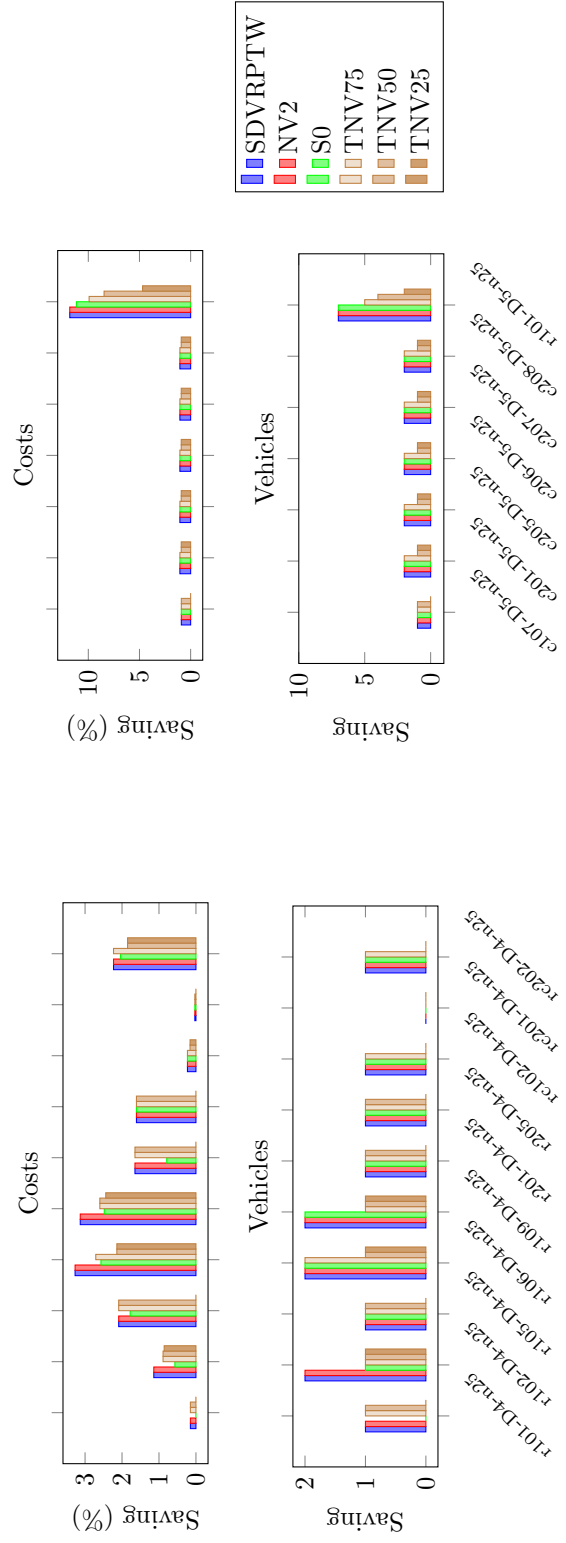 Costs
3
2
1
0
Saving (%)
Vehicles
2
1
0
Saving
r101-D4-n25
r102-D4-n25
r105-D4-n25
r106-D4-n25
r109-D4-n25
r201-D4-n25
r205-D4-n25
rc102-D4-n25
rc201-D4-n25
rc202-D4-n25
Costs
10
5
0
Saving (%)
Vehicles
10
5
0
Saving
c107-D5-n25
c201-D5-n25
c205-D5-n25
c206-D5-n25
c207-D5-n25
c208-D5-n25
r101-D5-n25
SDVRPTW
NV2
S0
TNV75
TNV50
TNV25